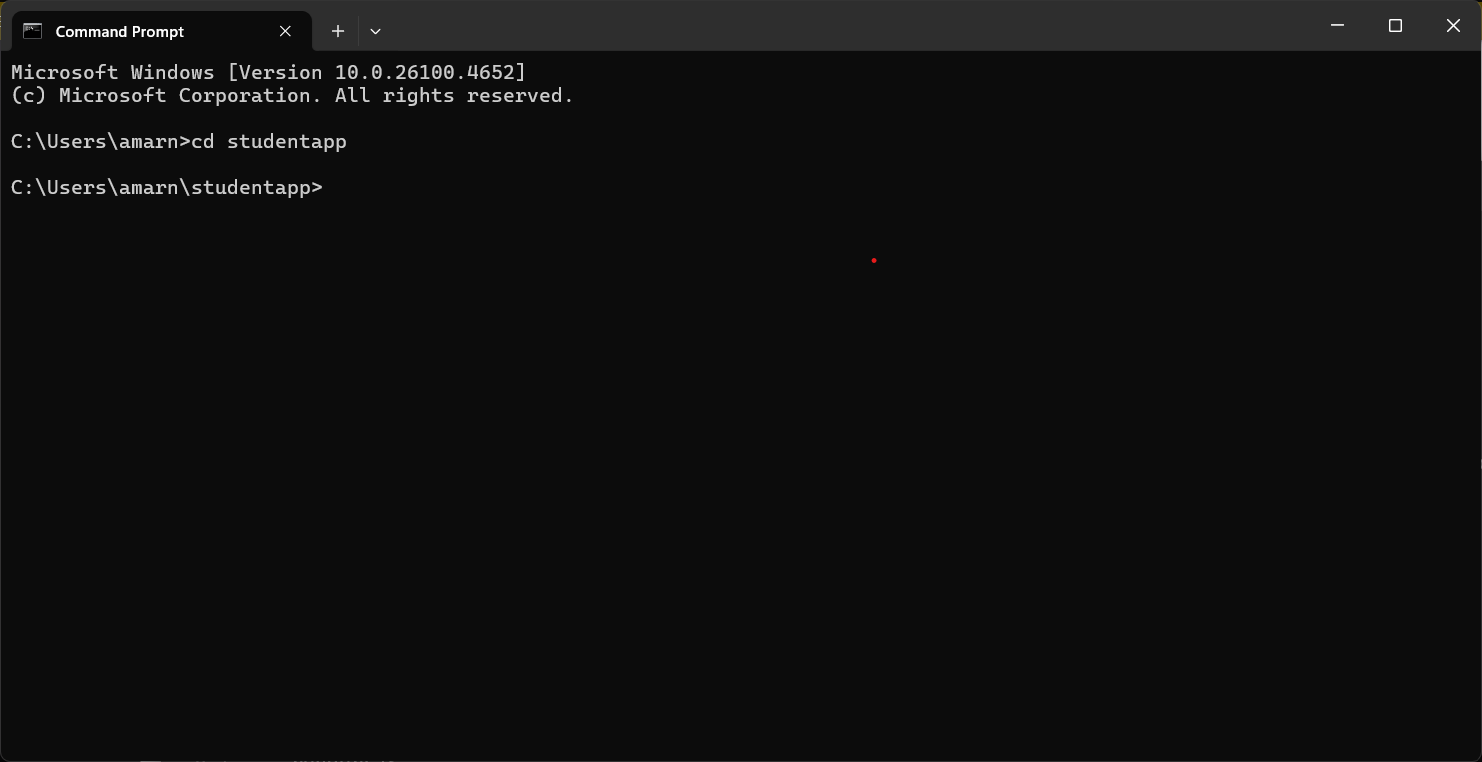 Command Prompt
Microsoft Windows [Version 10.0.26100.4652]
(c) Microsoft Corporation. All rights reserved.
C:\Users\amarn>cd studentapp
C:\Users\amarn\studentapp>